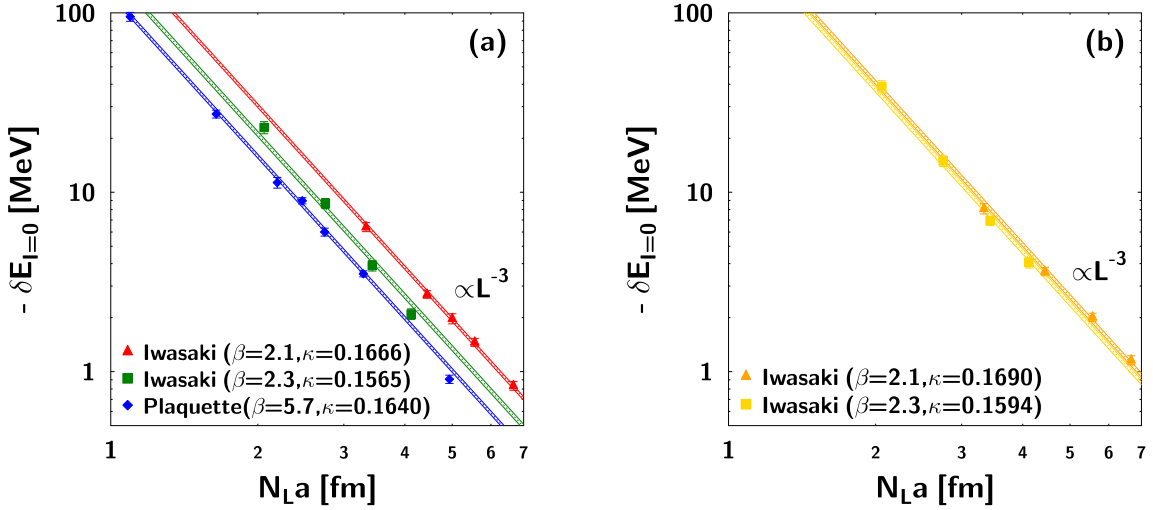 (a)
100
10
1
- δE_{I=0} [MeV]
∝L^{-3}
Iwasaki (β=2.1,κ=0.1666)
Iwasaki (β=2.3,κ=0.1565)
Plaquette(β=5.7,κ=0.1640)
1 2 3 4 5 6 7
N_L a [fm]
(b)
100
10
1
- δE_{I=0} [MeV]
∝L^{-3}
Iwasaki (β=2.1,κ=0.1690)
Iwasaki (β=2.3,κ=0.1594)
1 2 3 4 5 6 7
N_L a [fm]